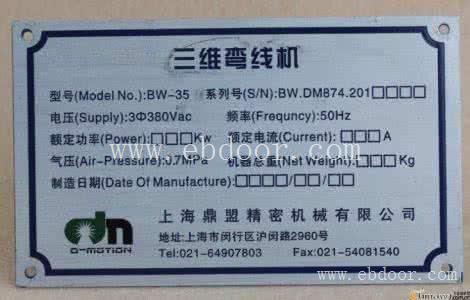 三维弯线机
型号(Model No.):BW-35 系列号(S/N):BW.DM874.201□□□□
电压(Supply):3Φ380Vac 频率(Frequncy):50Hz
额定功率(Power):□□□Kw 额定电流(Current):□□□A
气压(Air-Pressure):0.7MPa 机器总重(Net Weight):□□□Kg
制造日期(Date Of Manufacture):□□□□/□□/□□
www.ebdoor.com
www.ebdoor.com
dn
D-MOTION
上海鼎盟精密机械有限公司
地址:上海市闵行区沪闵路2960号
Tel:021-64907803 Fax:021-54081540
www.ebdoor.com